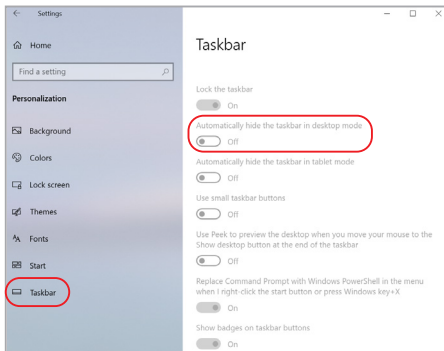 Settings
Home
Find a setting
Personalization
Background
Colors
Lock screen
Themes
Fonts
Start
Taskbar
Taskbar
Lock the taskbar
On
Automatically hide the taskbar in desktop mode
Off
Automatically hide the taskbar in tablet mode
Off
Use small taskbar buttons
Off
Use Peek to preview the desktop when you move your mouse to the
Show desktop button at the end of the taskbar
Off
Replace Command Prompt with Windows PowerShell in the menu
when I right-click the start button or press Windows key+X
On
Show badges on taskbar buttons
On